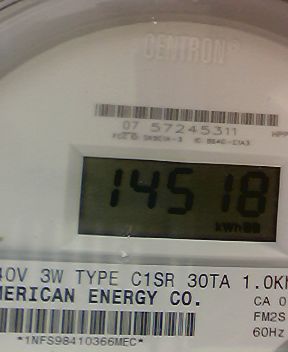 CENTRON®
07 57245311
14518
kWh
40V 3W TYPE C1SR 30TA 1.0Kh
MERICAN ENERGY CO.
CA 0
FM2S
60Hz
*1NFS98410366MEC*